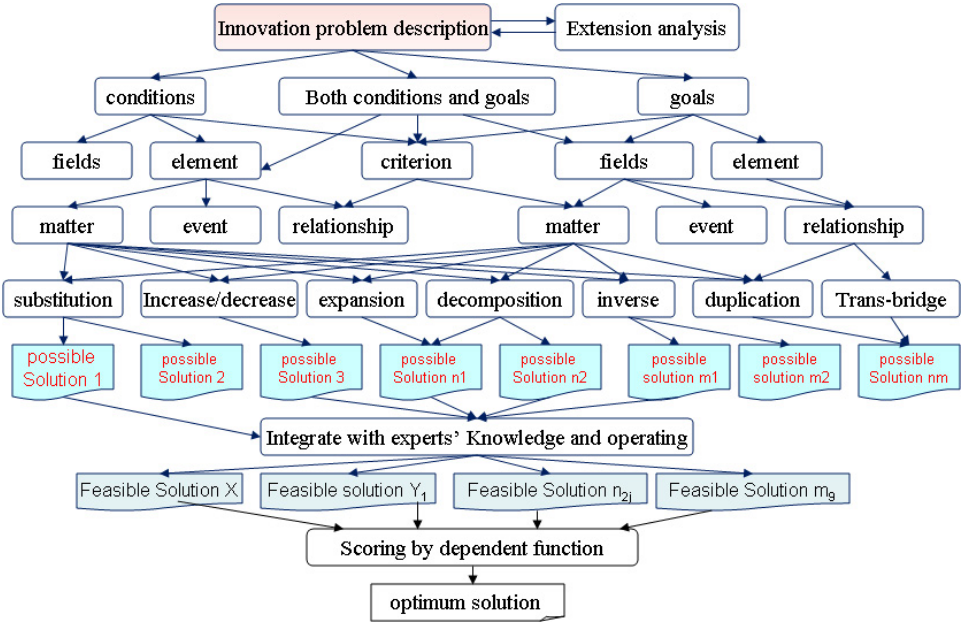 Innovation problem description
Extension analysis
conditions
Both conditions and goals
goals
fields
element
criterion
fields
element
matter
event
relationship
matter
event
relationship
substitution
Increase/decrease
expansion
decomposition
inverse
duplication
Trans-bridge
possible
Solution 1
possible
Solution 2
possible
Solution 3
possible
Solution n1
possible
Solution n2
possible
solution m1
possible
solution m2
possible
Solution nm
Integrate with experts’ Knowledge and operating
Feasible Solution X
Feasible solution Y1
Feasible Solution n2j
Feasible Solution m9
Scoring by dependent function
optimum solution